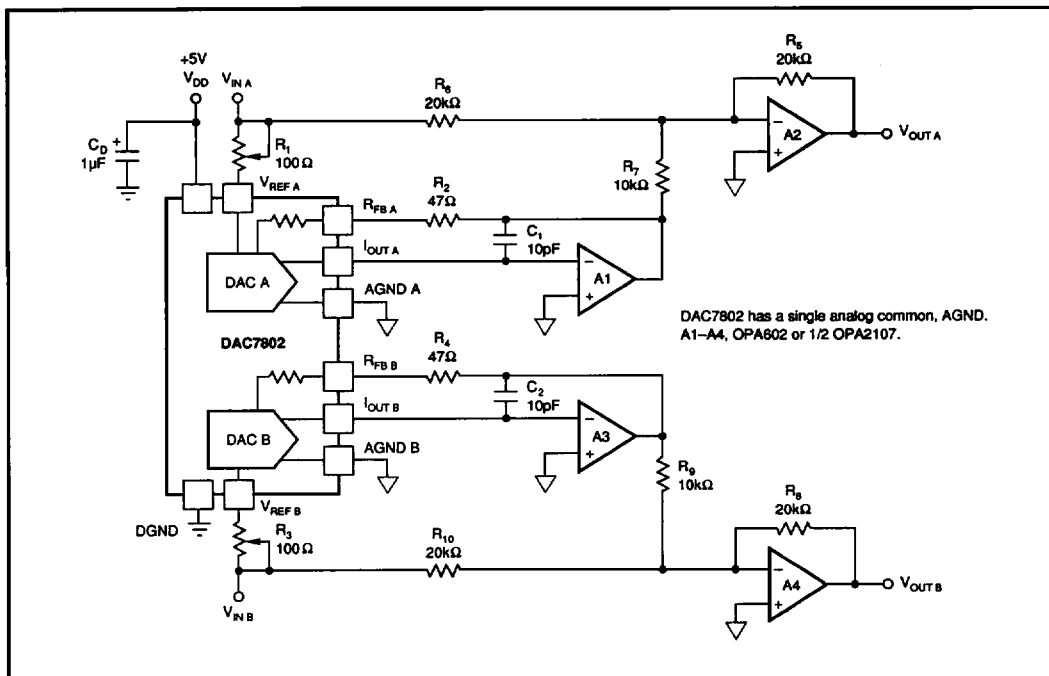 +5V
V_DD
V_IN A
C_D +
1μF
R_1
100Ω
R_6
20kΩ
R_5
20kΩ
−
+
A2
V_OUT A
R_7
10kΩ
V_REF A
R_FB A
R_2
47Ω
C_1
10pF
I_OUT A
−
+
A1
DAC A
AGND A
DAC7802 has a single analog common, AGND.
A1–A4, OPA602 or 1/2 OPA2107.
DAC7802
R_FB B
R_4
47Ω
C_2
10pF
I_OUT B
−
+
A3
DAC B
AGND B
R_9
10kΩ
DGND
V_REF B
R_3
100Ω
V_IN B
R_10
20kΩ
R_8
20kΩ
−
+
A4
V_OUT B